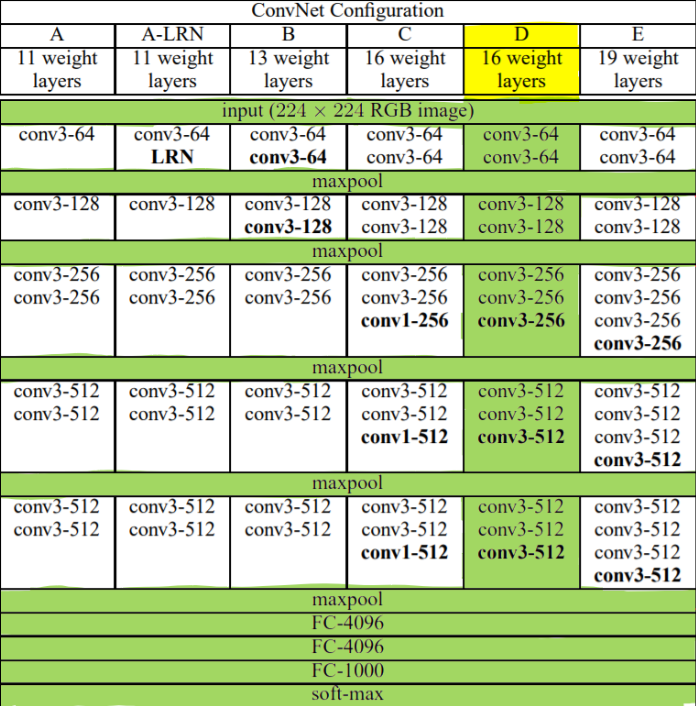 ConvNet Configuration
A A-LRN B C D E
11 weight layers 11 weight layers 13 weight layers 16 weight layers 16 weight layers 19 weight layers
input (224 × 224 RGB image)
conv3-64 conv3-64 conv3-64 conv3-64 conv3-64 conv3-64
LRN conv3-64 conv3-64 conv3-64 conv3-64
maxpool
conv3-128 conv3-128 conv3-128 conv3-128 conv3-128 conv3-128
conv3-128 conv3-128 conv3-128 conv3-128
maxpool
conv3-256 conv3-256 conv3-256 conv3-256 conv3-256 conv3-256
conv3-256 conv3-256 conv3-256 conv3-256 conv3-256 conv3-256
conv1-256 conv3-256 conv3-256
conv3-256
maxpool
conv3-512 conv3-512 conv3-512 conv3-512 conv3-512 conv3-512
conv3-512 conv3-512 conv3-512 conv3-512 conv3-512 conv3-512
conv1-512 conv3-512 conv3-512
conv3-512
maxpool
conv3-512 conv3-512 conv3-512 conv3-512 conv3-512 conv3-512
conv3-512 conv3-512 conv3-512 conv3-512 conv3-512 conv3-512
conv1-512 conv3-512 conv3-512
conv3-512
maxpool
FC-4096
FC-4096
FC-1000
soft-max